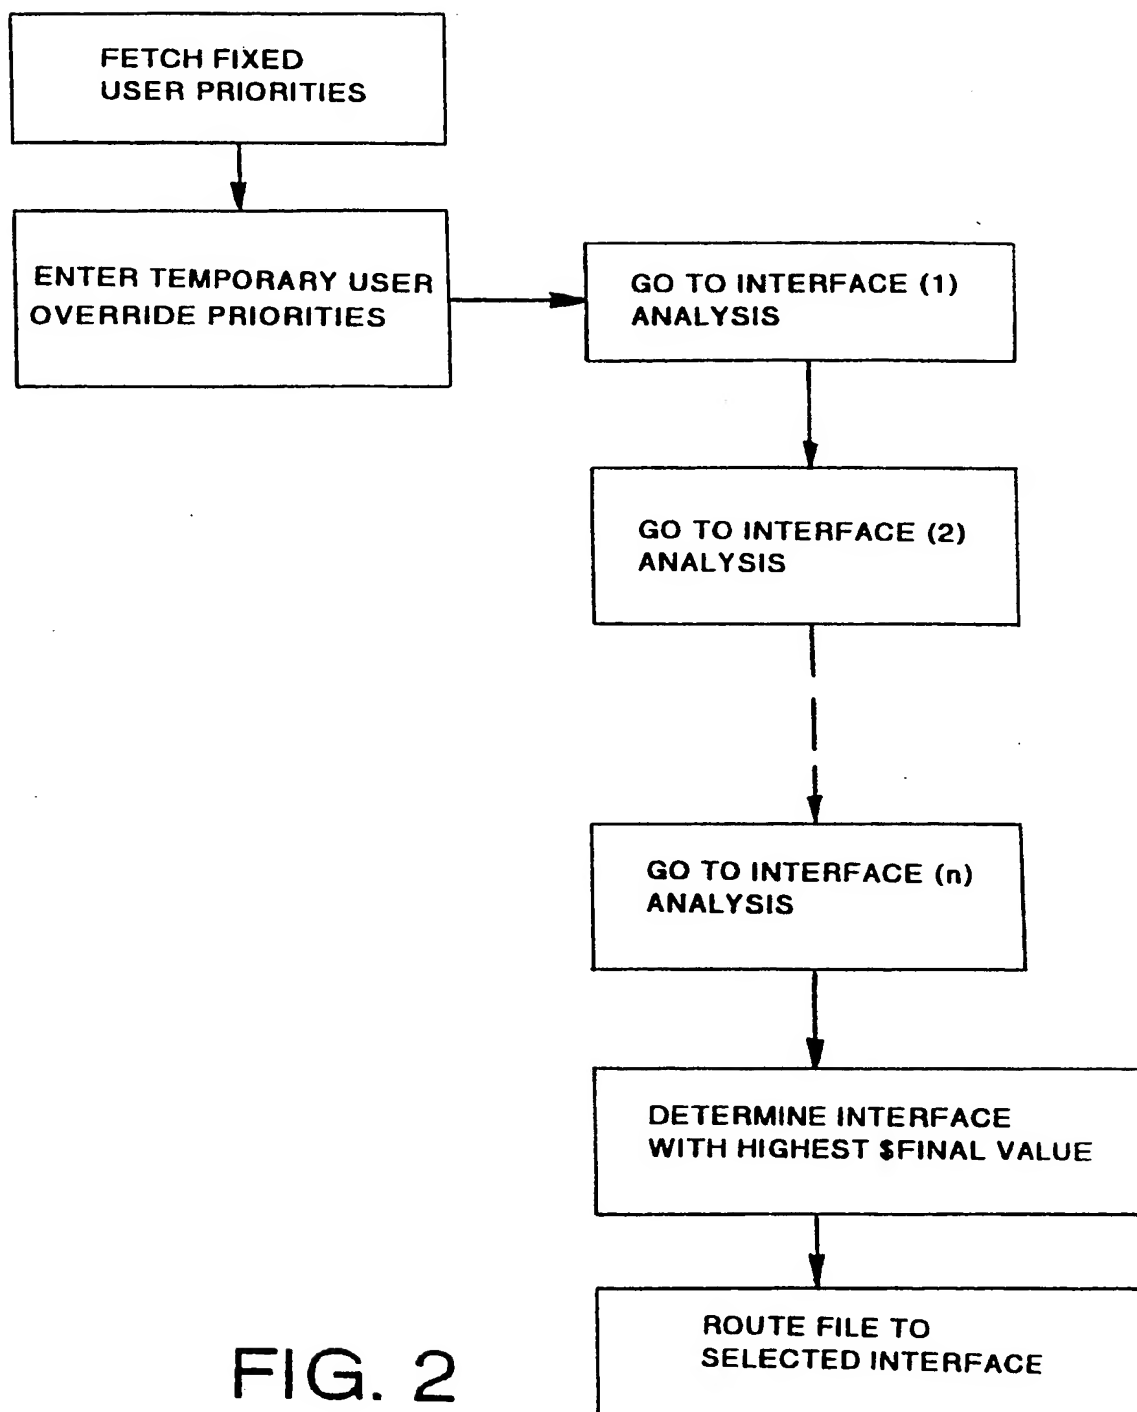 FETCH FIXED
USER PRIORITIES
ENTER TEMPORARY USER
OVERRIDE PRIORITIES
GO TO INTERFACE (1)
ANALYSIS
GO TO INTERFACE (2)
ANALYSIS
GO TO INTERFACE (n)
ANALYSIS
DETERMINE INTERFACE
WITH HIGHEST $FINAL VALUE
ROUTE FILE TO
SELECTED INTERFACE
FIG. 2